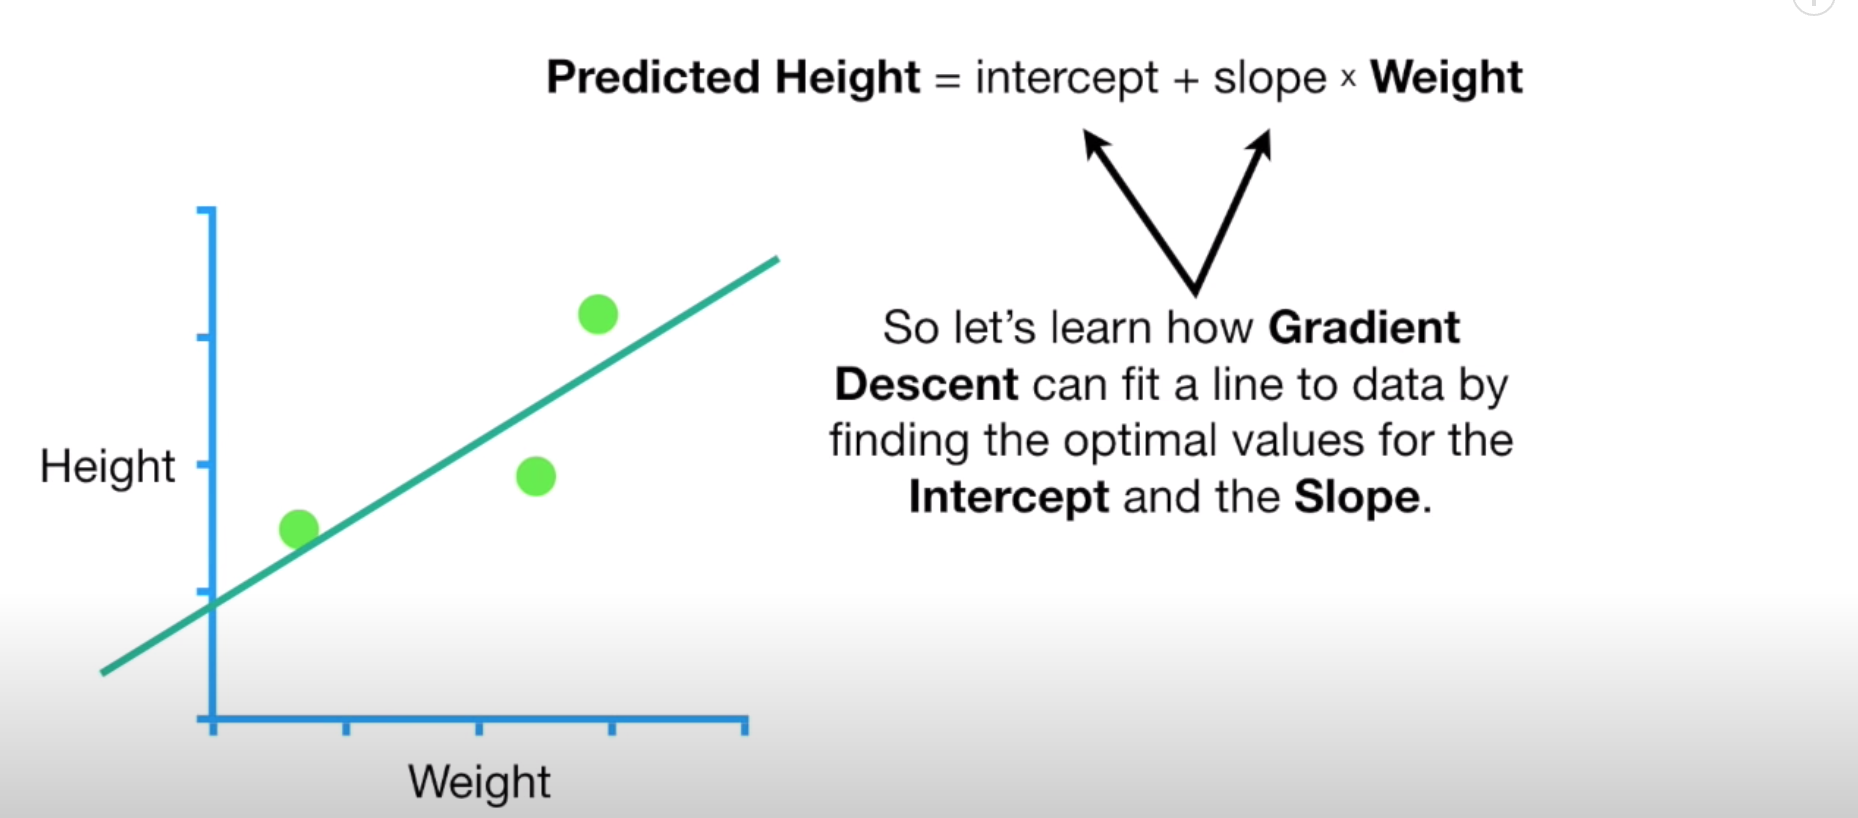 Predicted Height = intercept + slope x Weight
So let’s learn how Gradient
Descent can fit a line to data by
finding the optimal values for the
Intercept and the Slope.
Height
Weight